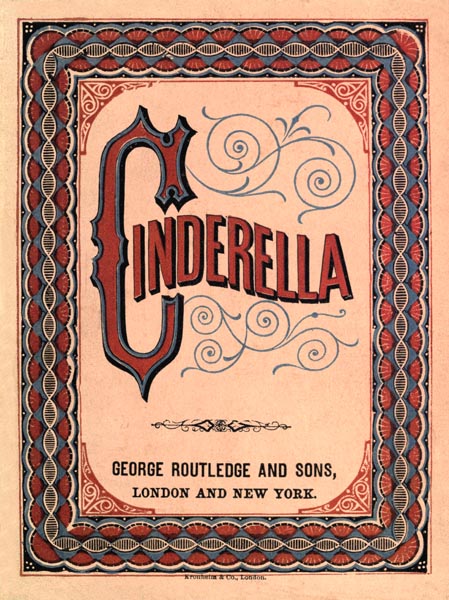 CINDERELLA
GEORGE ROUTLEDGE AND SONS,
LONDON AND NEW YORK.
Kronheim & Co., London.